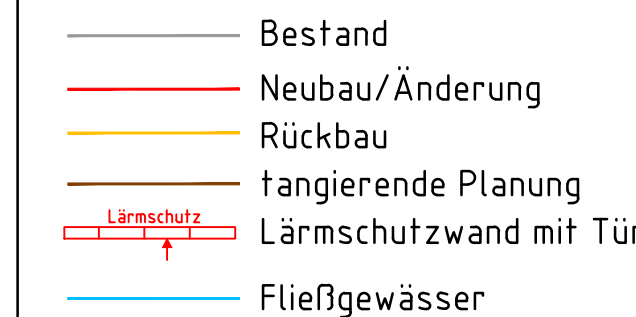 Bestand
Neubau/Änderung
Rückbau
tangierende Planung
Lärmschutz
Lärmschutzwand mit
Fließgewässer